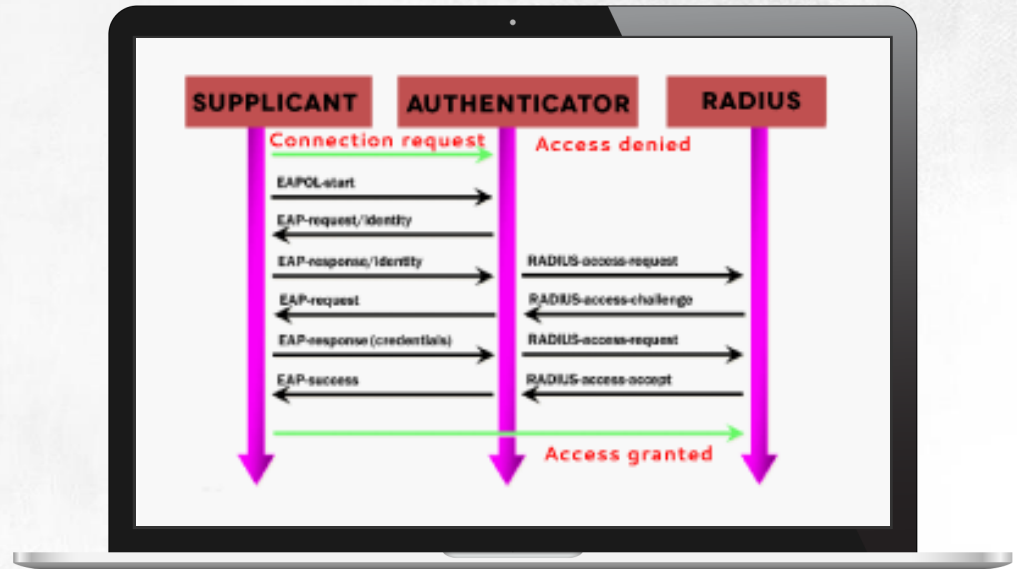 SUPPLICANT
AUTHENTICATOR
RADIUS
Connection request
Access denied
EAPOL-start
EAP-request/identity
EAP-response/identity
RADIUS-access-request
EAP-request
RADIUS-access-challenge
EAP-response (credentials)
RADIUS-access-request
EAP-success
RADIUS-access-accept
Access granted